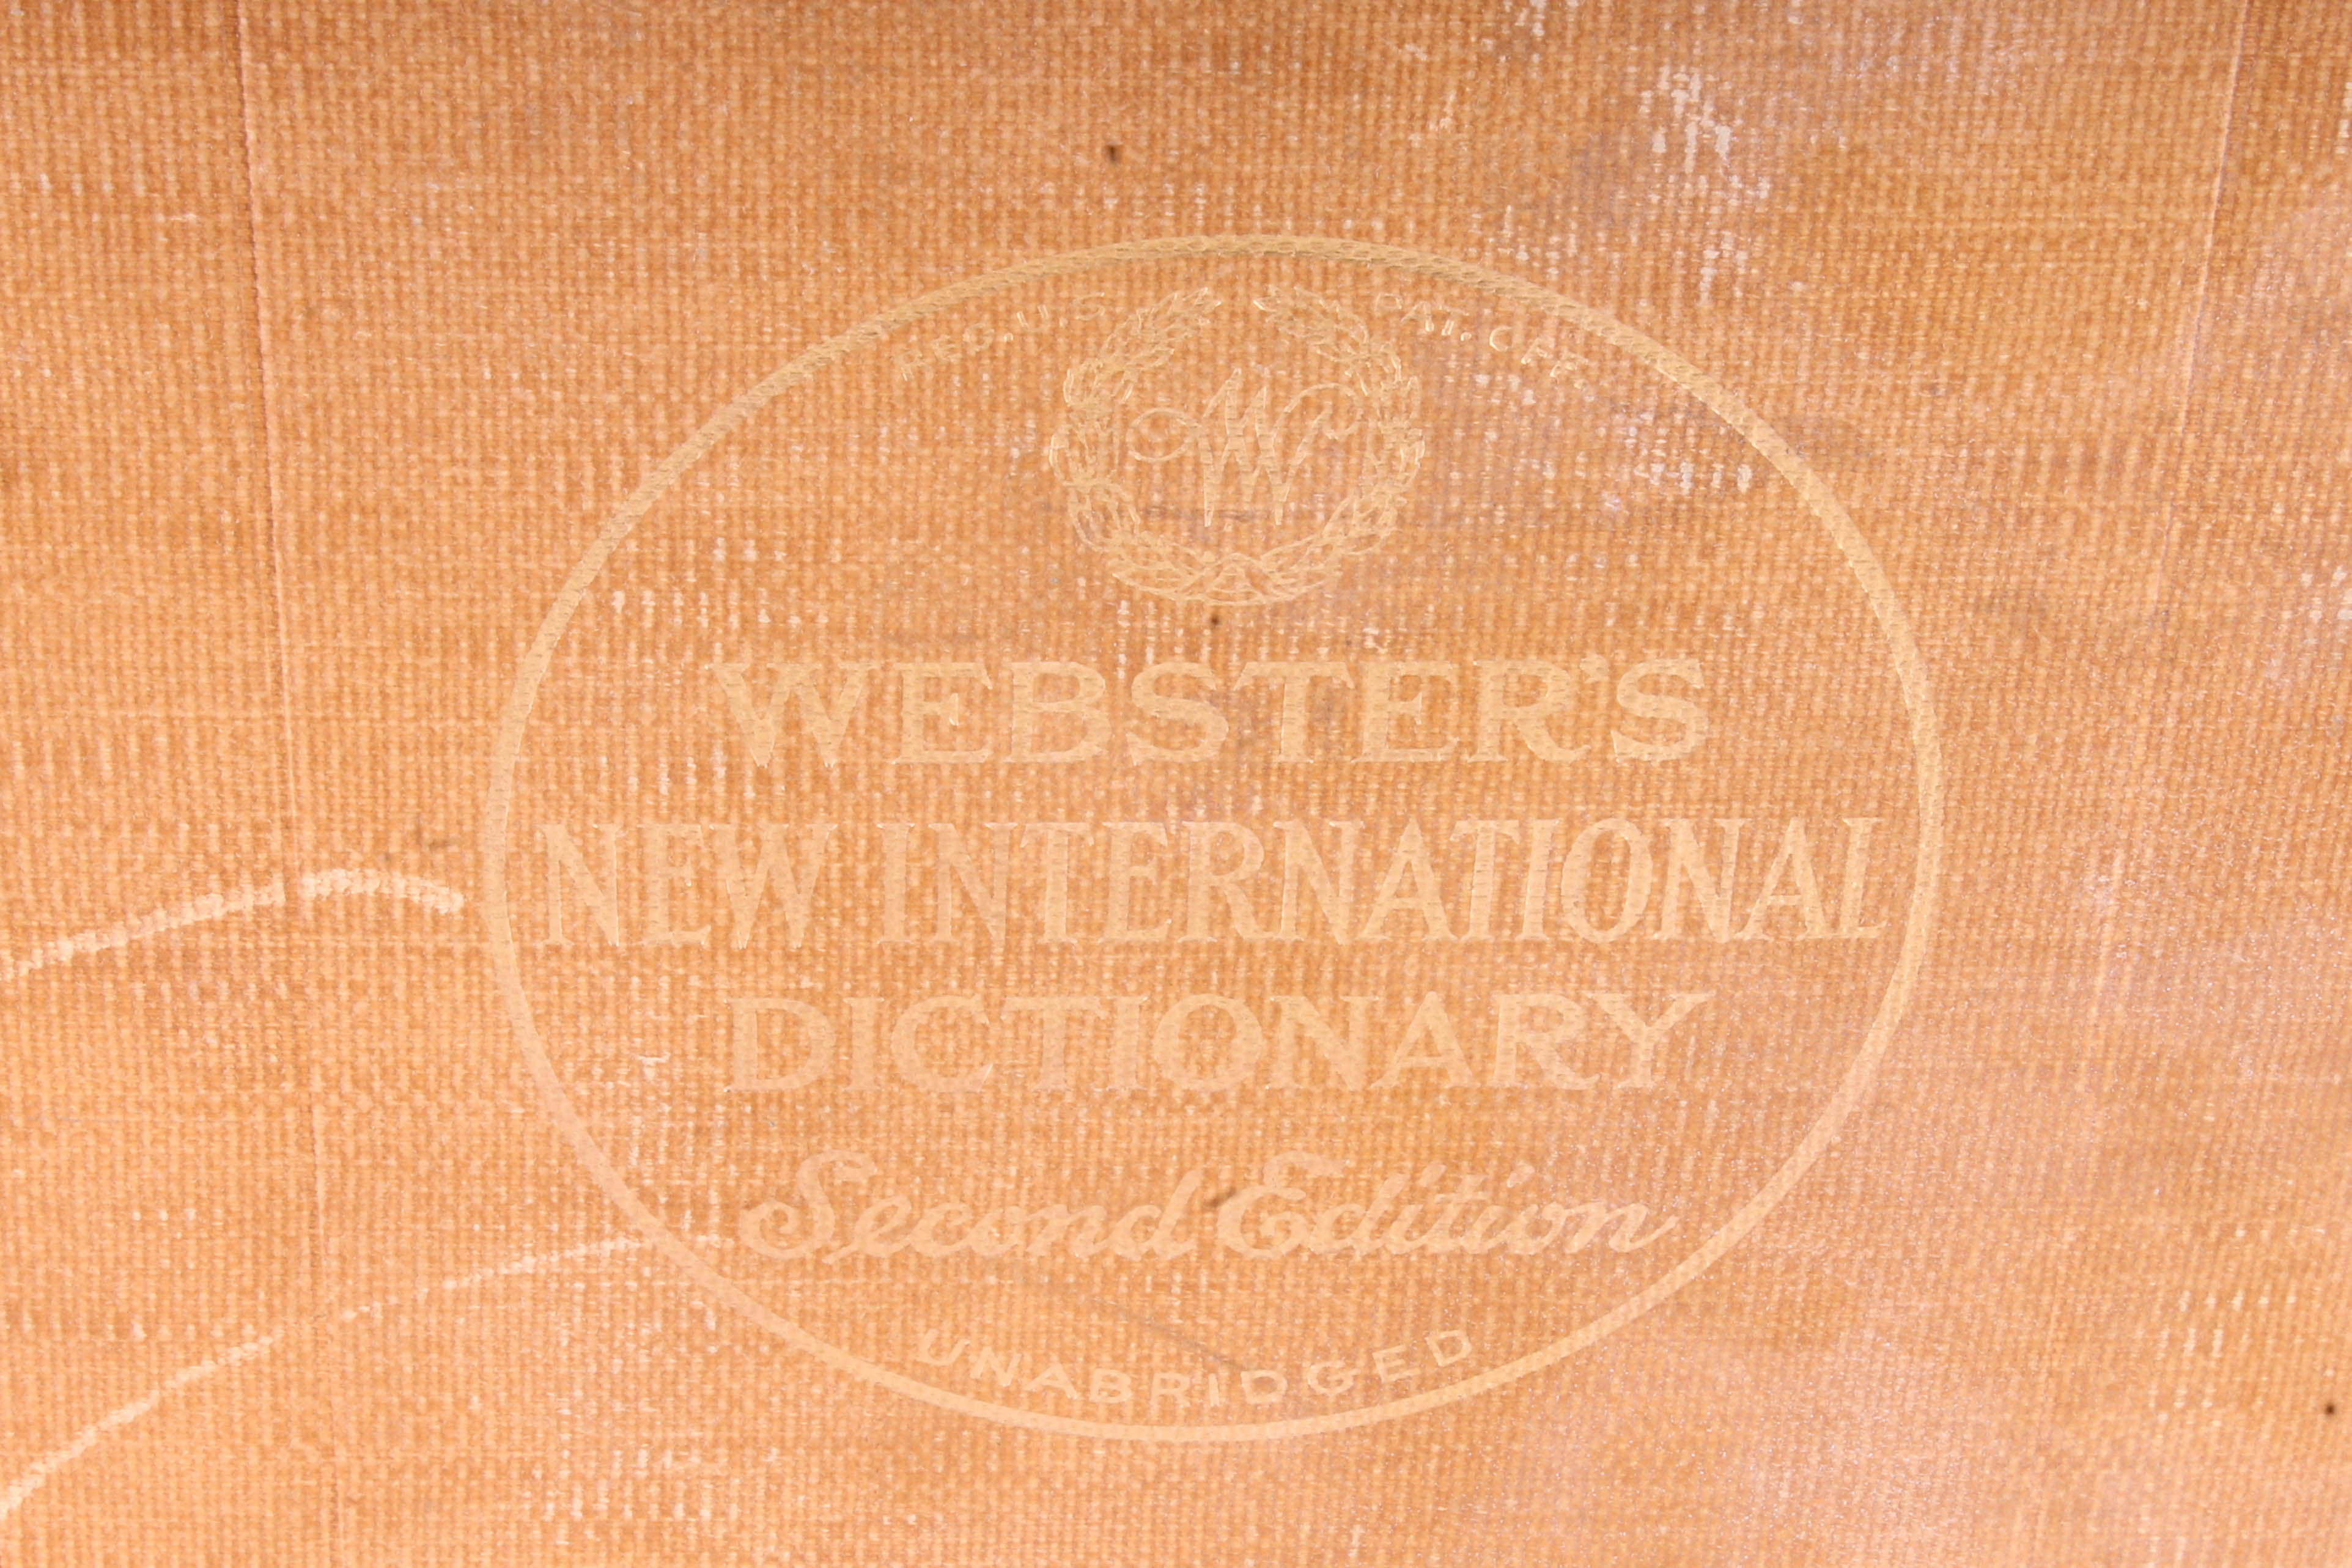 REG. U.S. PAT. OFF.
W
WEBSTER'S
NEW INTERNATIONAL
DICTIONARY
Second Edition
UNABRIDGED